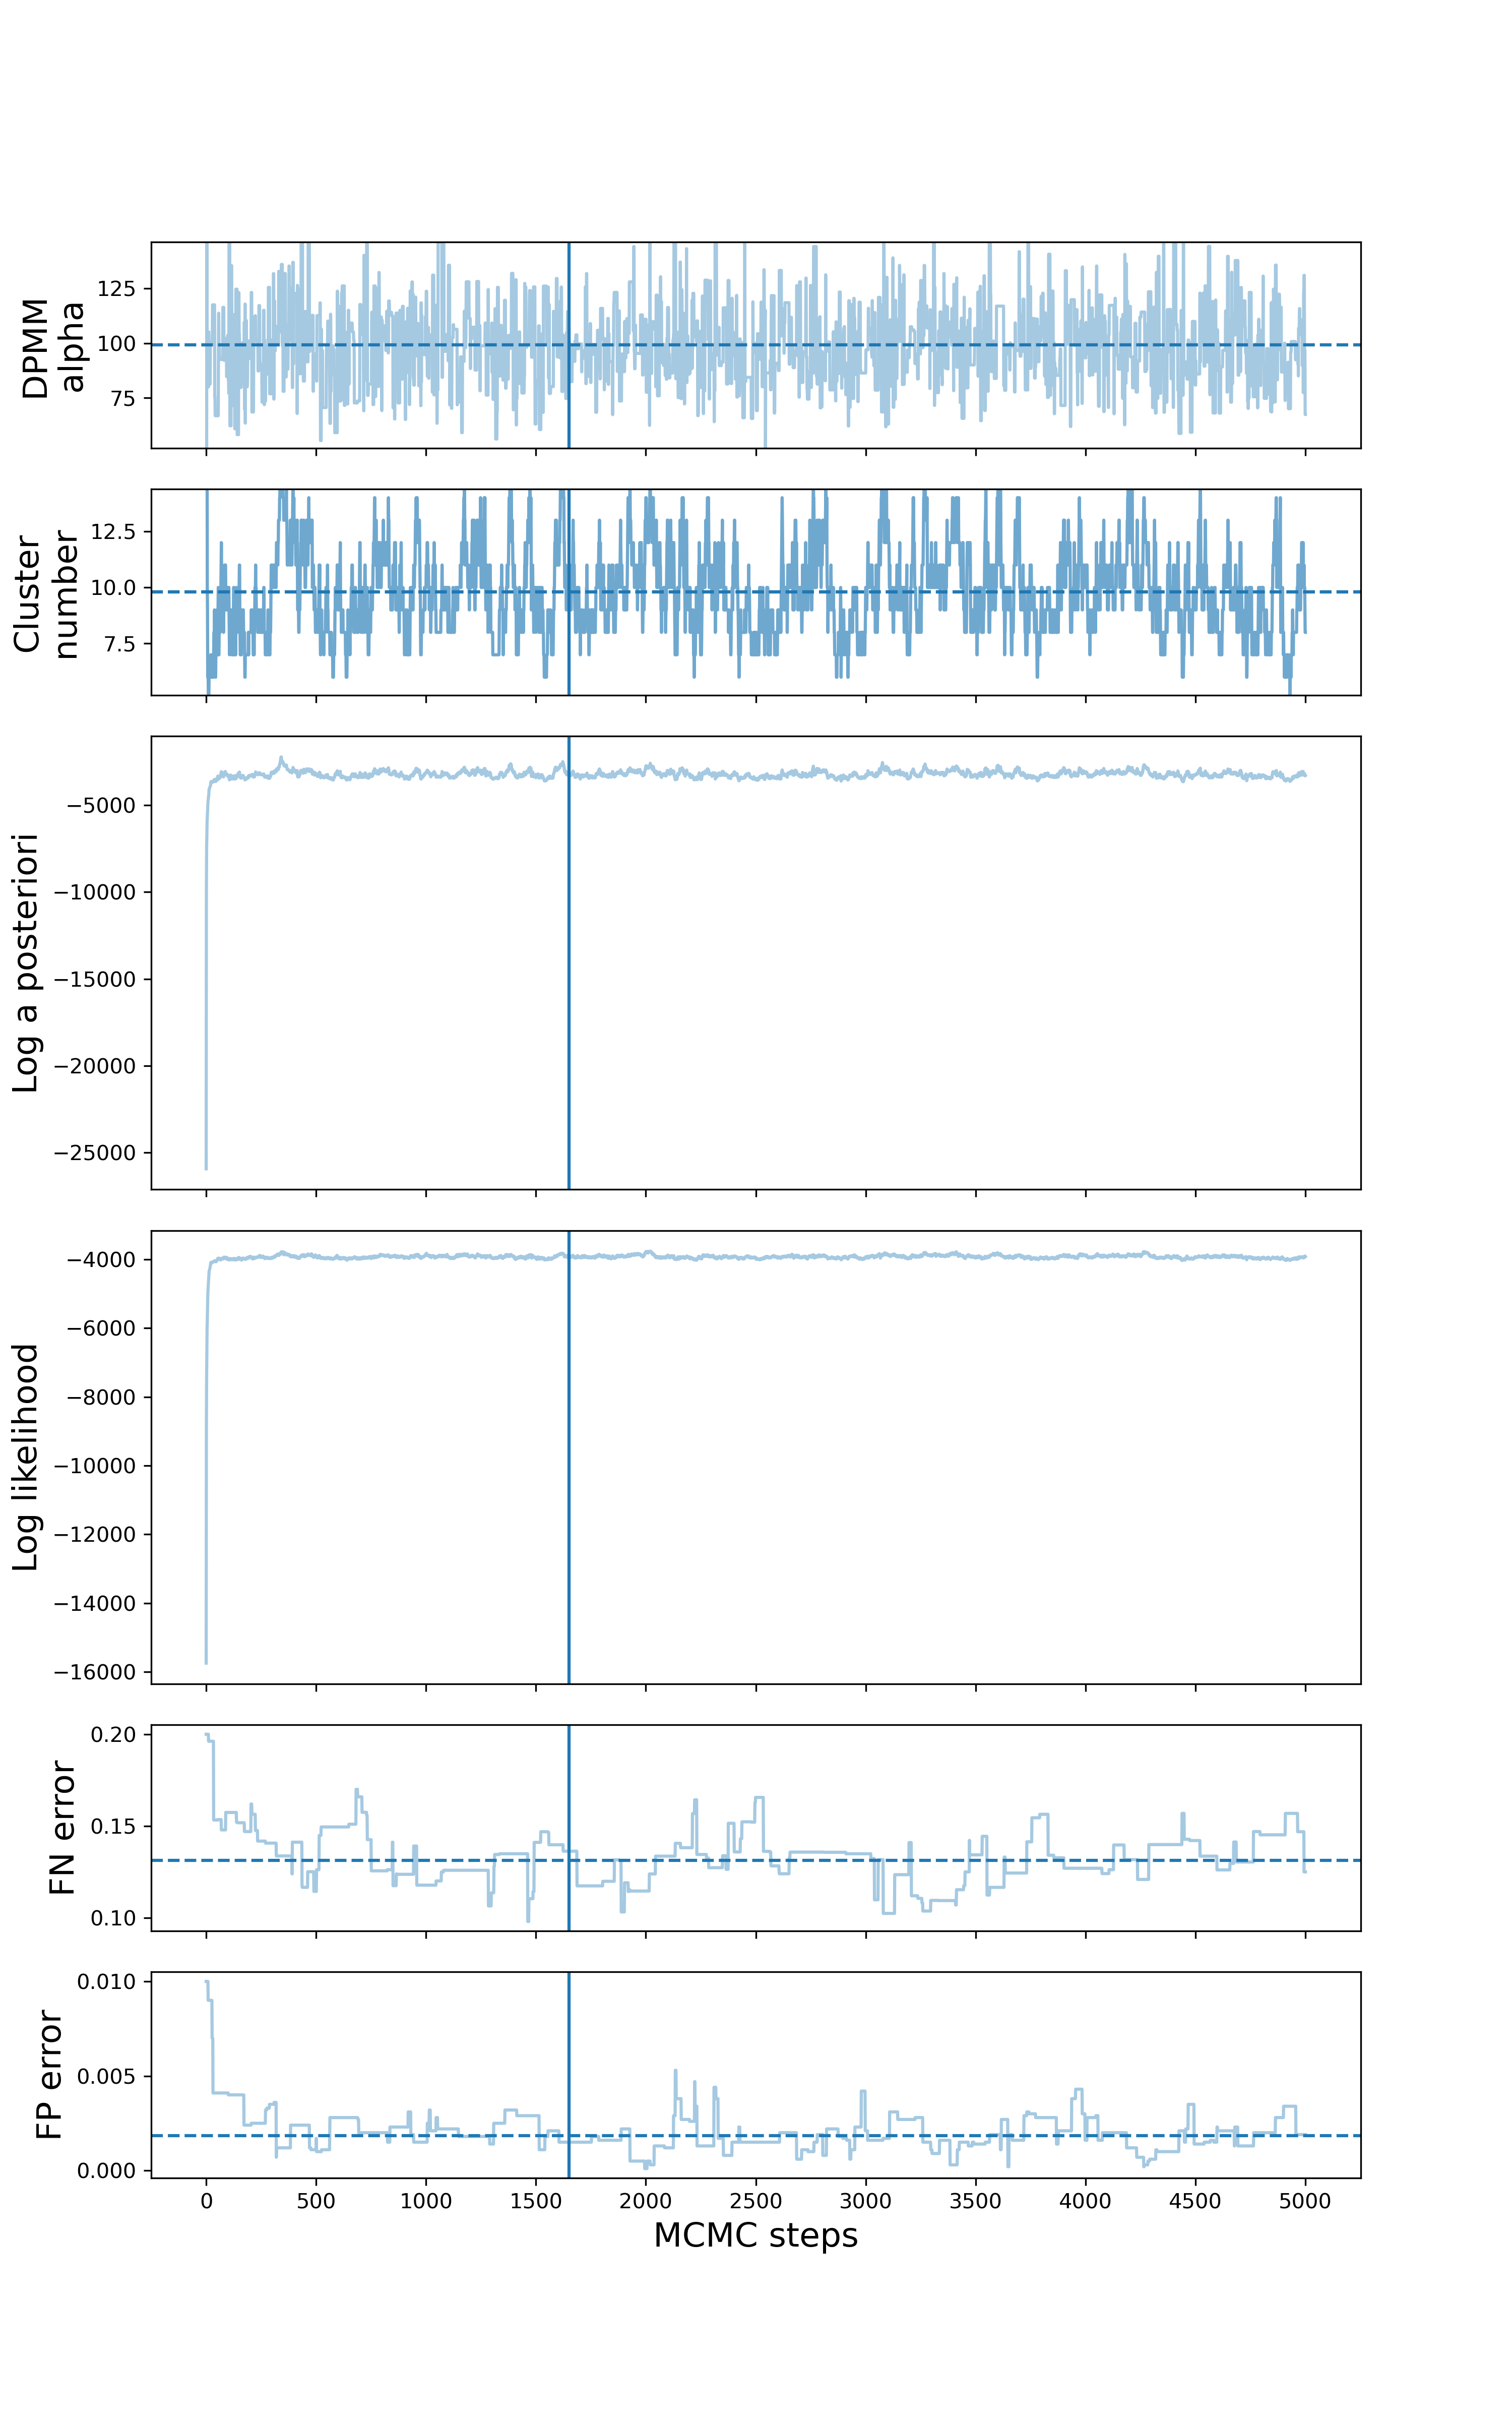 DPMM
alpha
125
100
75
Cluster
number
12.5
10.0
7.5
Log a posteriori
−5000
−10000
−15000
−20000
−25000
Log likelihood
−4000
−6000
−8000
−10000
−12000
−14000
−16000
FN error
0.20
0.15
0.10
FP error
0.010
0.005
0.000
0 500 1000 1500 2000 2500 3000 3500 4000 4500 5000
MCMC steps